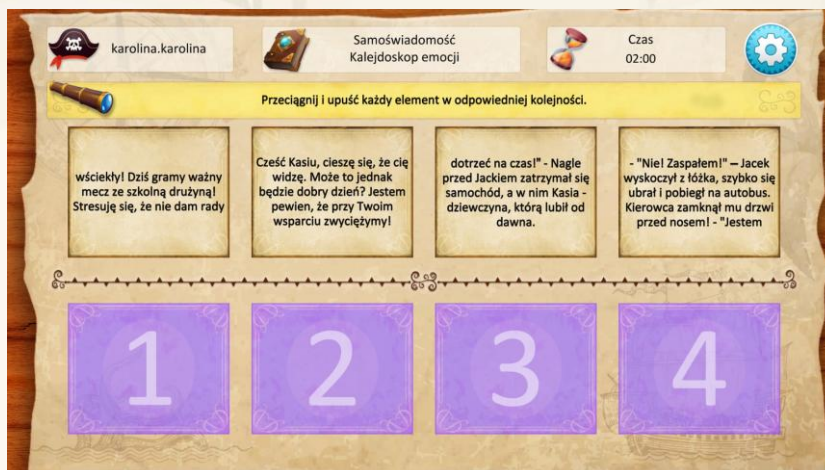 karolina.karolina
Samoświadomość
Kalejdoskop emocji
Czas
02:00
Przeciągnij i upuść każdy element w odpowiedniej kolejności.
wściekły! Dziś gramy ważny
mecz ze szkolną drużyną!
Stresuję się, że nie dam rady
Cześć Kasiu, cieszę się, że cię
widzę. Może to jednak
będzie dobry dzień? Jestem
pewien, że przy Twoim
wsparciu zwyciężymy!
dotrzeć na czas!" - Nagle
przed Jackiem zatrzymał się
samochód, a w nim Kasia -
dziewczyna, którą lubił od
dawna.
- "Nie! Zaspałem!" – Jacek
wyskoczył z łóżka, szybko się
ubrał i pobiegł na autobus.
Kierowca zamknął mu drzwi
przed nosem! - "Jestem
1
2
3
4